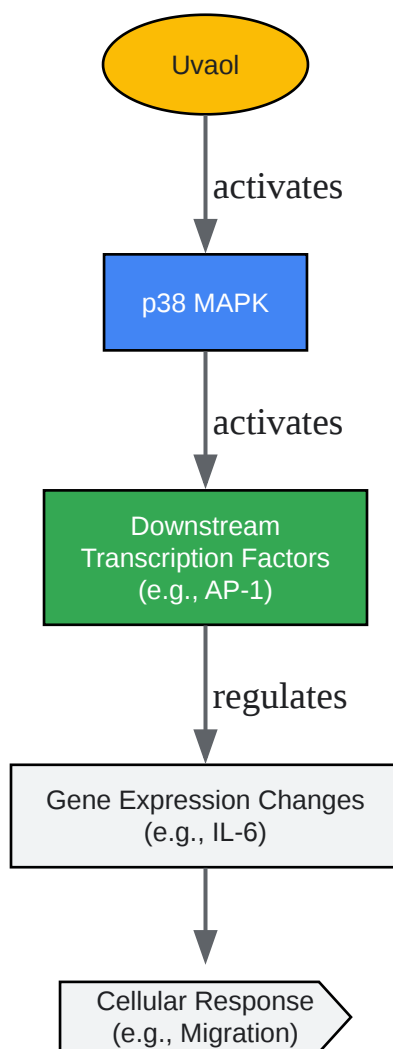 Uvaol
activates
p38 MAPK
activates
Downstream
Transcription Factors
(e.g., AP-1)
regulates
Gene Expression Changes
(e.g., IL-6)
Cellular Response
(e.g., Migration)